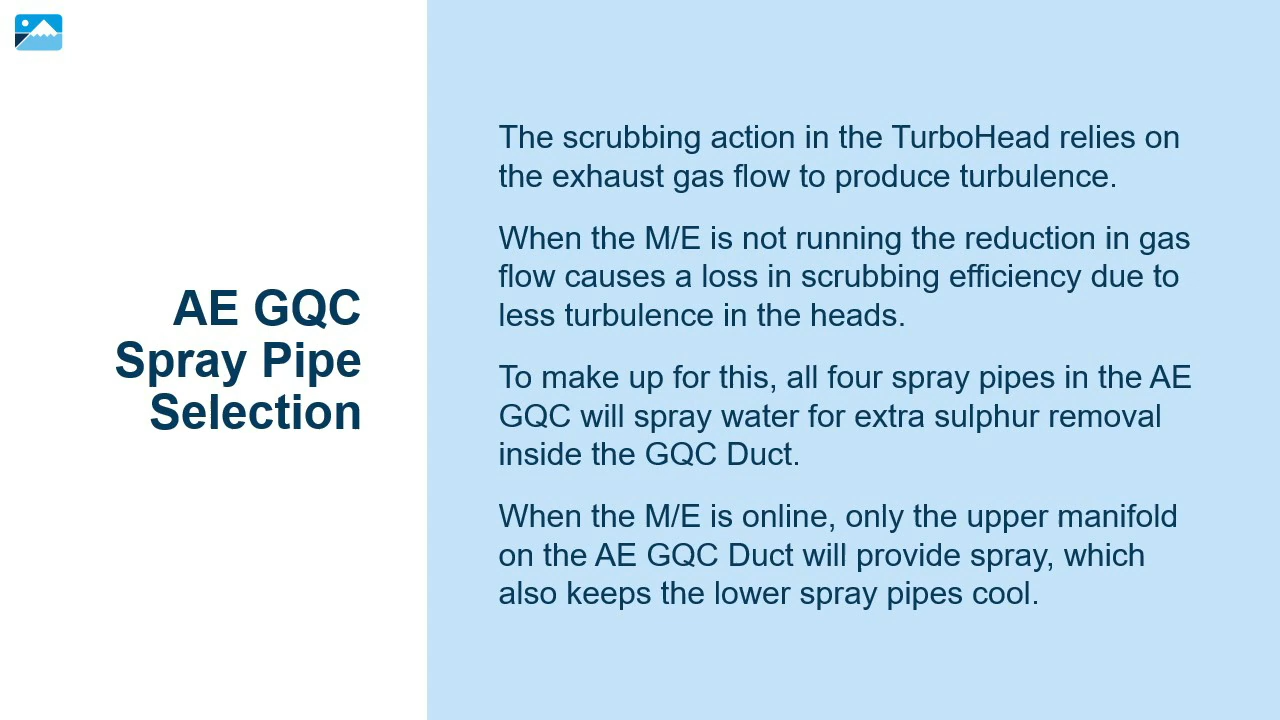 AE GQC
Spray Pipe
Selection
The scrubbing action in the TurboHead relies on
the exhaust gas flow to produce turbulence.
When the M/E is not running the reduction in gas
flow causes a loss in scrubbing efficiency due to
less turbulence in the heads.
To make up for this, all four spray pipes in the AE
GQC will spray water for extra sulphur removal
inside the GQC Duct.
When the M/E is online, only the upper manifold
on the AE GQC Duct will provide spray, which
also keeps the lower spray pipes cool.